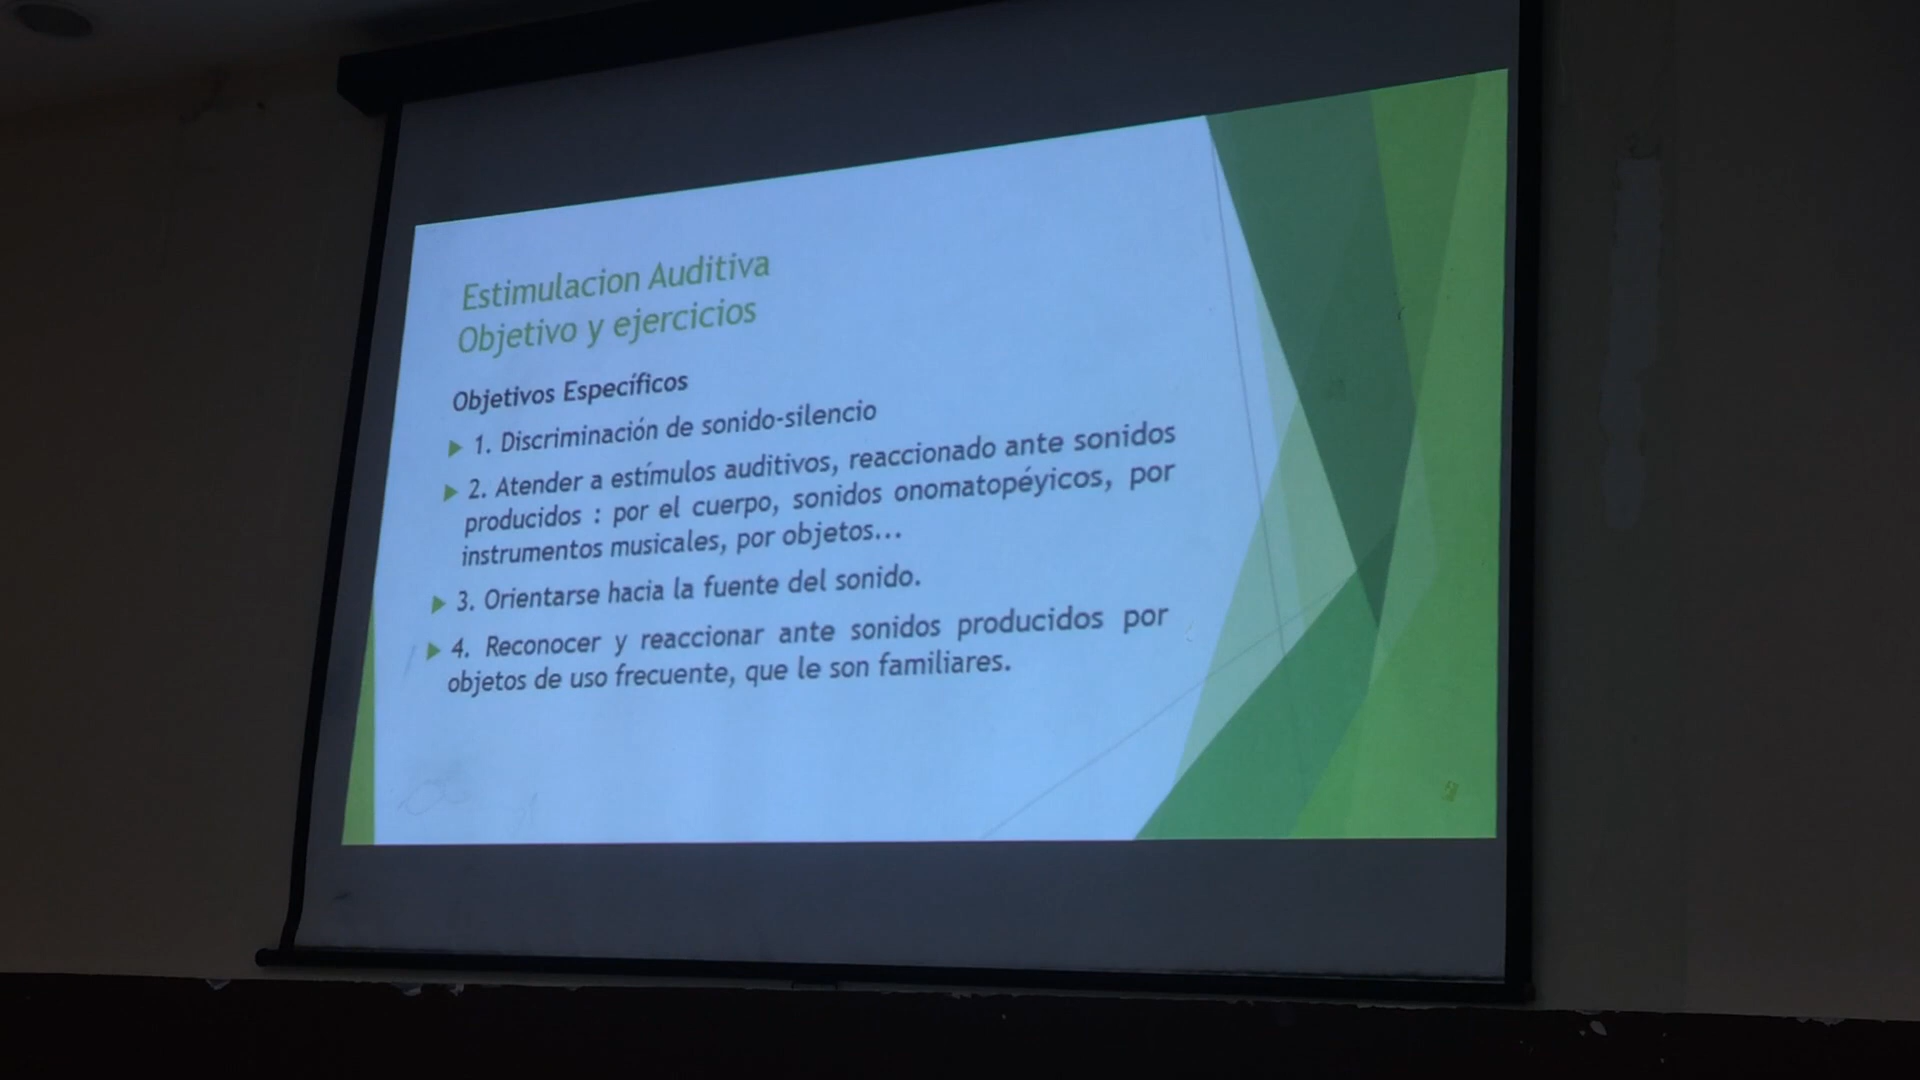 Estimulacion Auditiva
Objetivo y ejercicios
Objetivos Específicos
1. Discriminación de sonido-silencio
2. Atender a estímulos auditivos, reaccionado ante sonidos
producidos : por el cuerpo, sonidos onomatopéyicos, por
instrumentos musicales, por objetos...
3. Orientarse hacia la fuente del sonido.
4. Reconocer y reaccionar ante sonidos producidos por
objetos de uso frecuente, que le son familiares.